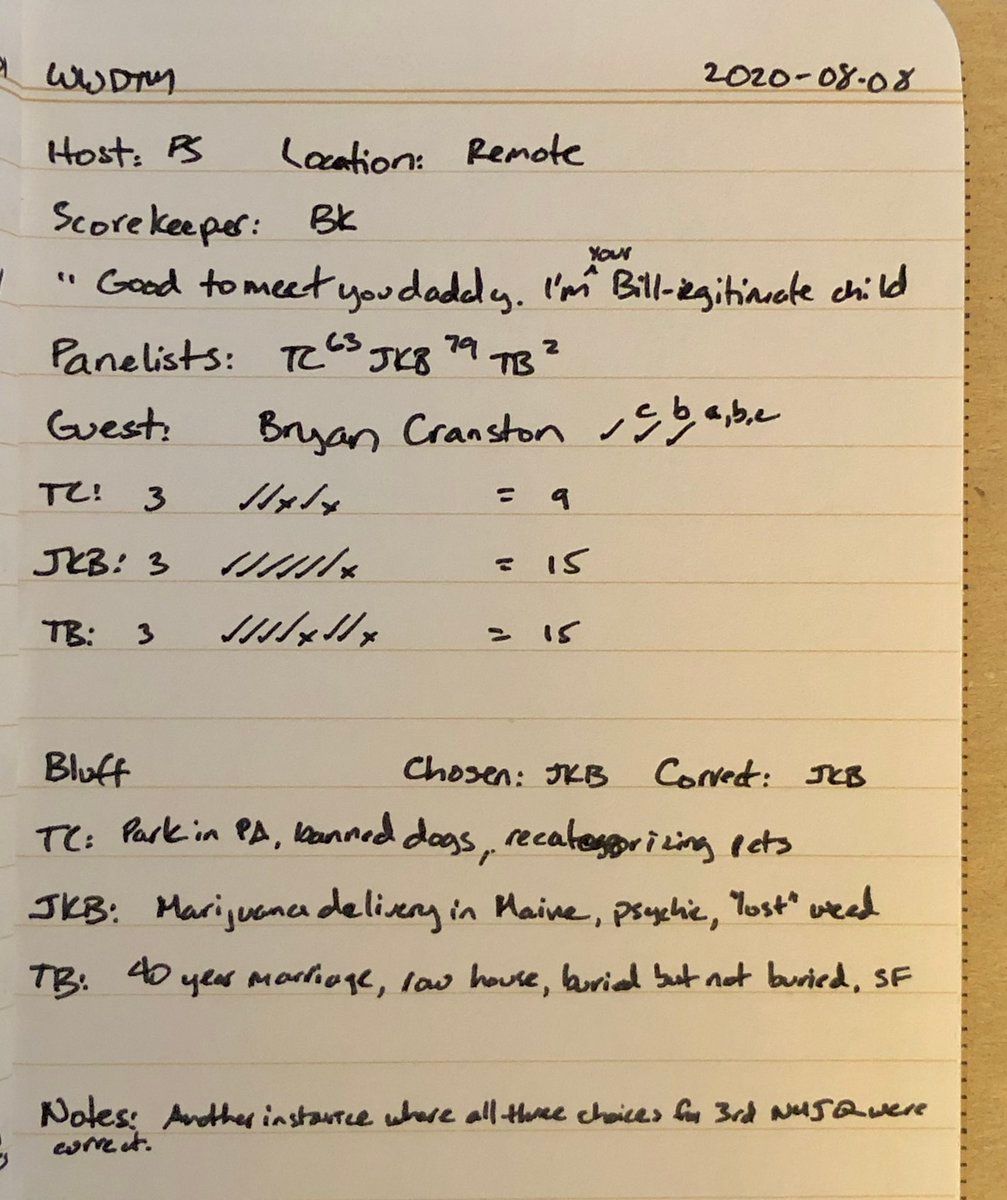 WWDTM 2020-08-08
Host: PS Location: Remote
Scorekeeper: BK
" Good to meet you daddy. I'm ^Your Bill-egitimate child
Panelists: TC 63 JKB 79 TB 2
Guest: Bryan Cranston ✓ c✓ b✓ a,b,c
TC: 3 ✓✓x✓x = 9
JKB: 3 ✓✓✓✓✓✓x = 15
TB: 3 ✓✓✓✓x✓✓x = 15
Bluff Chosen: JKB Correct: JKB
TC: Park in PA, banned dogs, recategorizing pets
JKB: Marijuana delivery in Maine, psychic, "lost" weed
TB: 40 year marriage, row house, buried but not buried, SF
Notes: Another instance where all three choices for 3rd NMJQ were
correct.